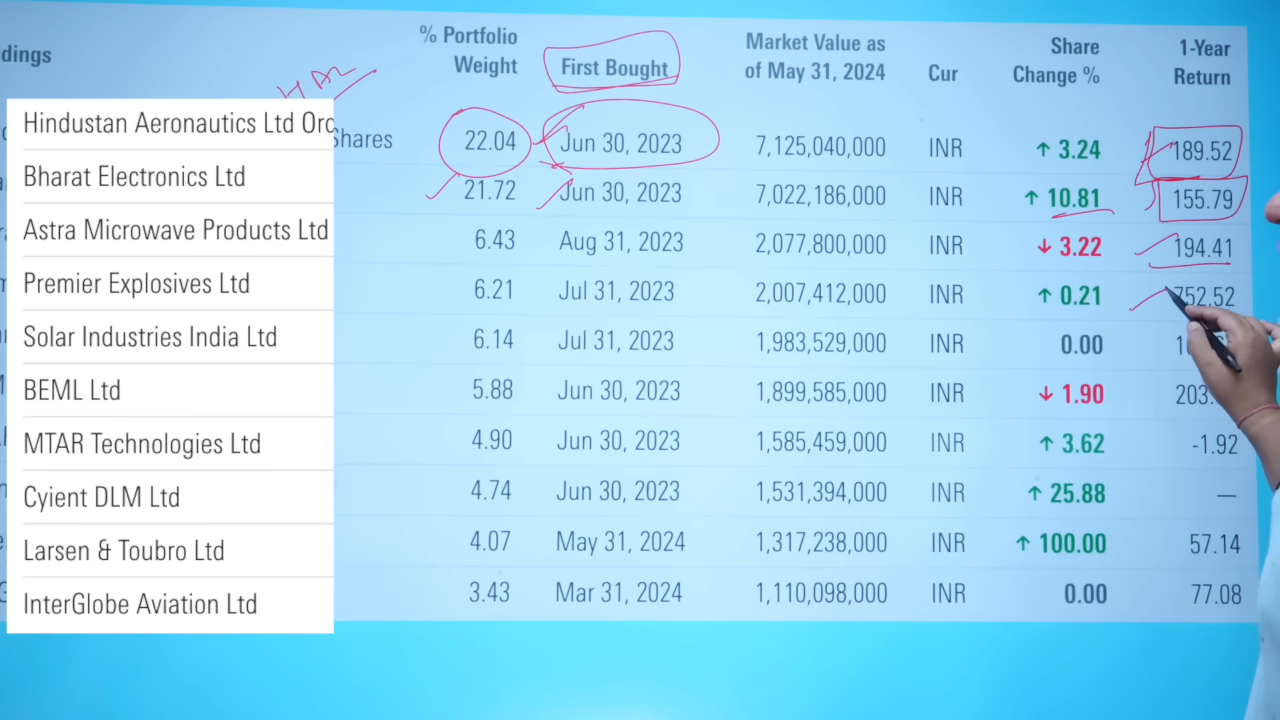 dings % Portfolio Weight First Bought Market Value as of May 31, 2024 Cur Share Change % 1-Year Return
HAL
Hindustan Aeronautics Ltd Orc Shares 22.04 Jun 30, 2023 7,125,040,000 INR ↑ 3.24 189.52
Bharat Electronics Ltd 21.72 Jun 30, 2023 7,022,186,000 INR ↑ 10.81 155.79
Astra Microwave Products Ltd 6.43 Aug 31, 2023 2,077,800,000 INR ↓ 3.22 194.41
Premier Explosives Ltd 6.21 Jul 31, 2023 2,007,412,000 INR ↑ 0.21 752.52
Solar Industries India Ltd 6.14 Jul 31, 2023 1,983,529,000 INR 0.00
BEML Ltd 5.88 Jun 30, 2023 1,899,585,000 INR ↓ 1.90 203.
MTAR Technologies Ltd 4.90 Jun 30, 2023 1,585,459,000 INR ↑ 3.62 -1.92
Cyient DLM Ltd 4.74 Jun 30, 2023 1,531,394,000 INR ↑ 25.88 —
Larsen & Toubro Ltd 4.07 May 31, 2024 1,317,238,000 INR ↑ 100.00 57.14
InterGlobe Aviation Ltd 3.43 Mar 31, 2024 1,110,098,000 INR 0.00 77.08